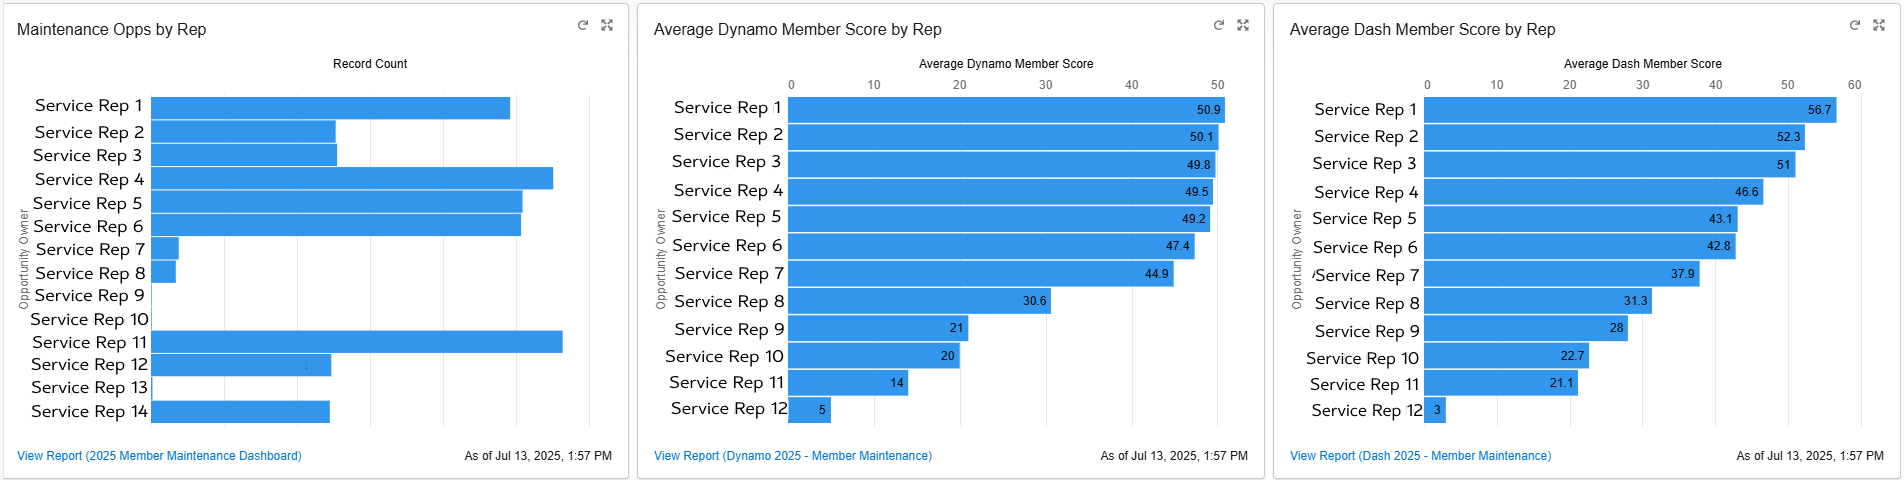 Maintenance Opps by Rep
Record Count
Opportunity Owner
Service Rep 1
Service Rep 2
Service Rep 3
Service Rep 4
Service Rep 5
Service Rep 6
Service Rep 7
Service Rep 8
Service Rep 9
Service Rep 10
Service Rep 11
Service Rep 12
Service Rep 13
Service Rep 14
View Report (2025 Member Maintenance Dashboard)
As of Jul 13, 2025, 1:57 PM
Average Dynamo Member Score by Rep
Average Dynamo Member Score
0 10 20 30 40 50
Opportunity Owner
Service Rep 1 50.9
Service Rep 2 50.1
Service Rep 3 49.8
Service Rep 4 49.5
Service Rep 5 49.2
Service Rep 6 47.4
Service Rep 7 44.9
Service Rep 8 30.6
Service Rep 9 21
Service Rep 10 20
Service Rep 11 14
Service Rep 12 5
View Report (Dynamo 2025 - Member Maintenance)
As of Jul 13, 2025, 1:57 PM
Average Dash Member Score by Rep
Average Dash Member Score
0 10 20 30 40 50 60
Opportunity Owner
Service Rep 1 56.7
Service Rep 2 52.3
Service Rep 3 51
Service Rep 4 46.6
Service Rep 5 43.1
Service Rep 6 42.8
Service Rep 7 37.9
Service Rep 8 31.3
Service Rep 9 28
Service Rep 10 22.7
Service Rep 11 21.1
Service Rep 12 3
View Report (Dash 2025 - Member Maintenance)
As of Jul 13, 2025, 1:57 PM